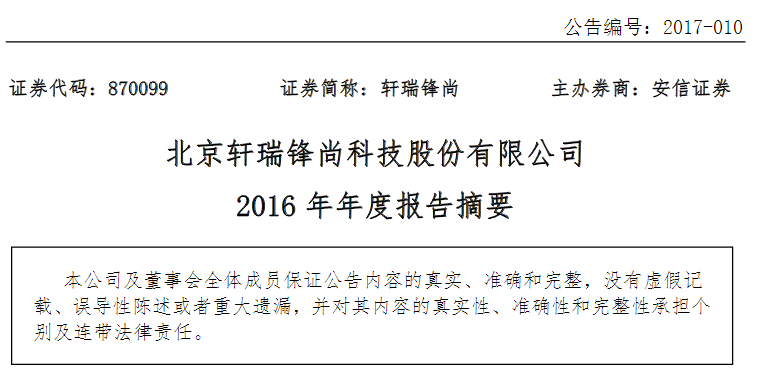 公告编号：2017-010
证券代码：870099 证券简称：轩瑞锋尚 主办券商：安信证券
北京轩瑞锋尚科技股份有限公司
2016 年年度报告摘要
本公司及董事会全体成员保证公告内容的真实、准确和完整，没有虚假记
载、误导性陈述或者重大遗漏，并对其内容的真实性、准确性和完整性承担个
别及连带法律责任。